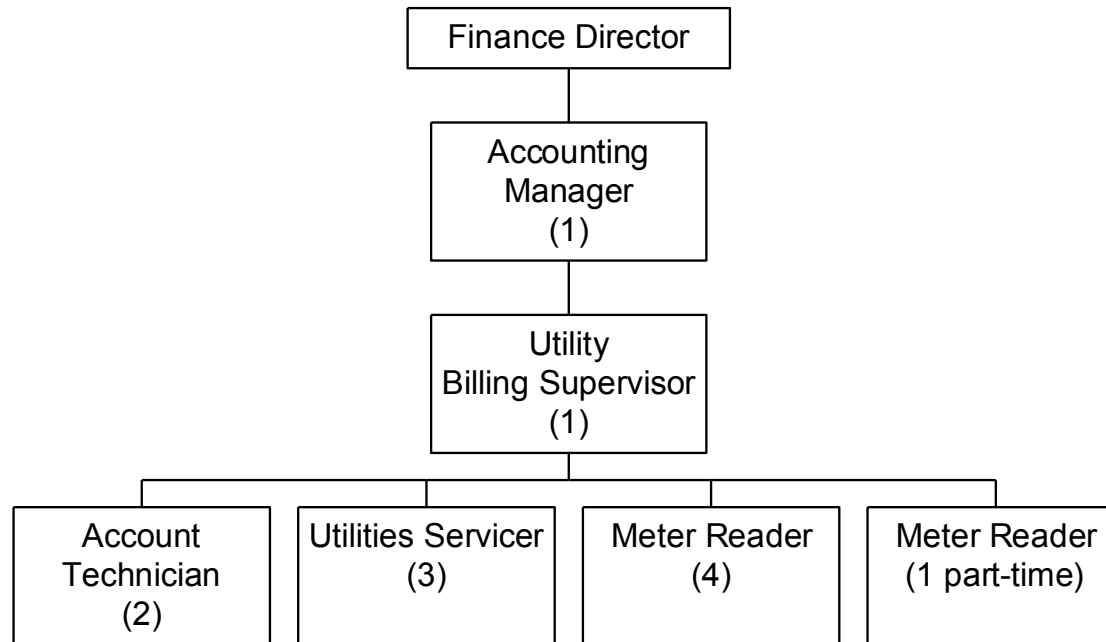 Finance Director
Accounting
Manager
(1)
Utility
Billing Supervisor
(1)
Account
Technician
(2)
Utilities Servicer
(3)
Meter Reader
(4)
Meter Reader
(1 part-time)